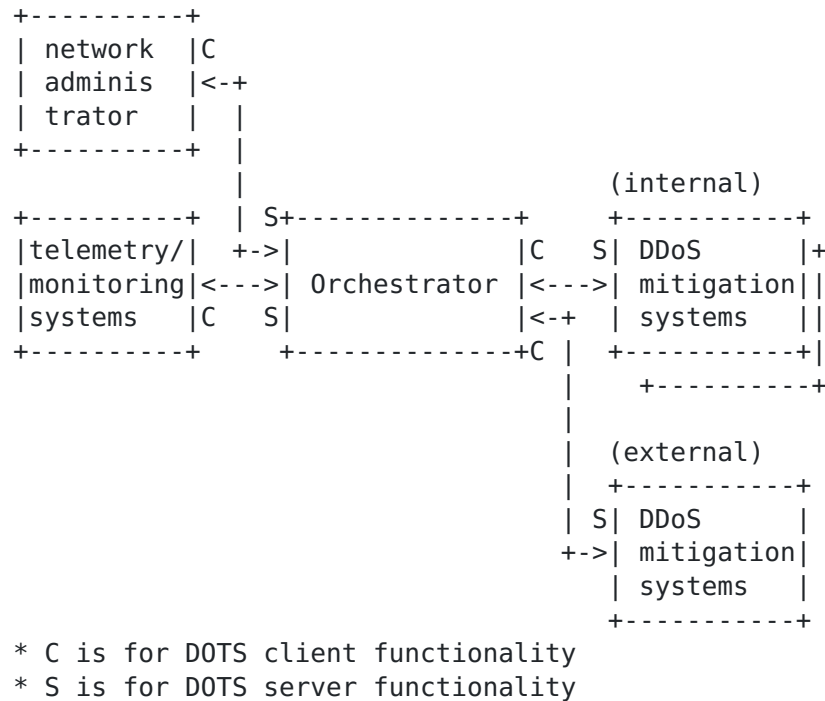 +----------+
| network  |C
| adminis  |<-+
| trator   |  |
+----------+  |
              |                       (internal)
+----------+  | S+--------------+     +-----------+
|telemetry/|  +->|              |C   S| DDoS      |+
|monitoring|<--->| Orchestrator |<--->| mitigation||
|systems   |C   S|              |<-+  | systems   ||
+----------+     +--------------+C |  +-----------+|
                                   |    +----------+
                                   |
                                   |  (external)
                                   |  +-----------+
                                   | S| DDoS      |
                                   +->| mitigation|
                                      | systems   |
                                      +-----------+
* C is for DOTS client functionality
* S is for DOTS server functionality